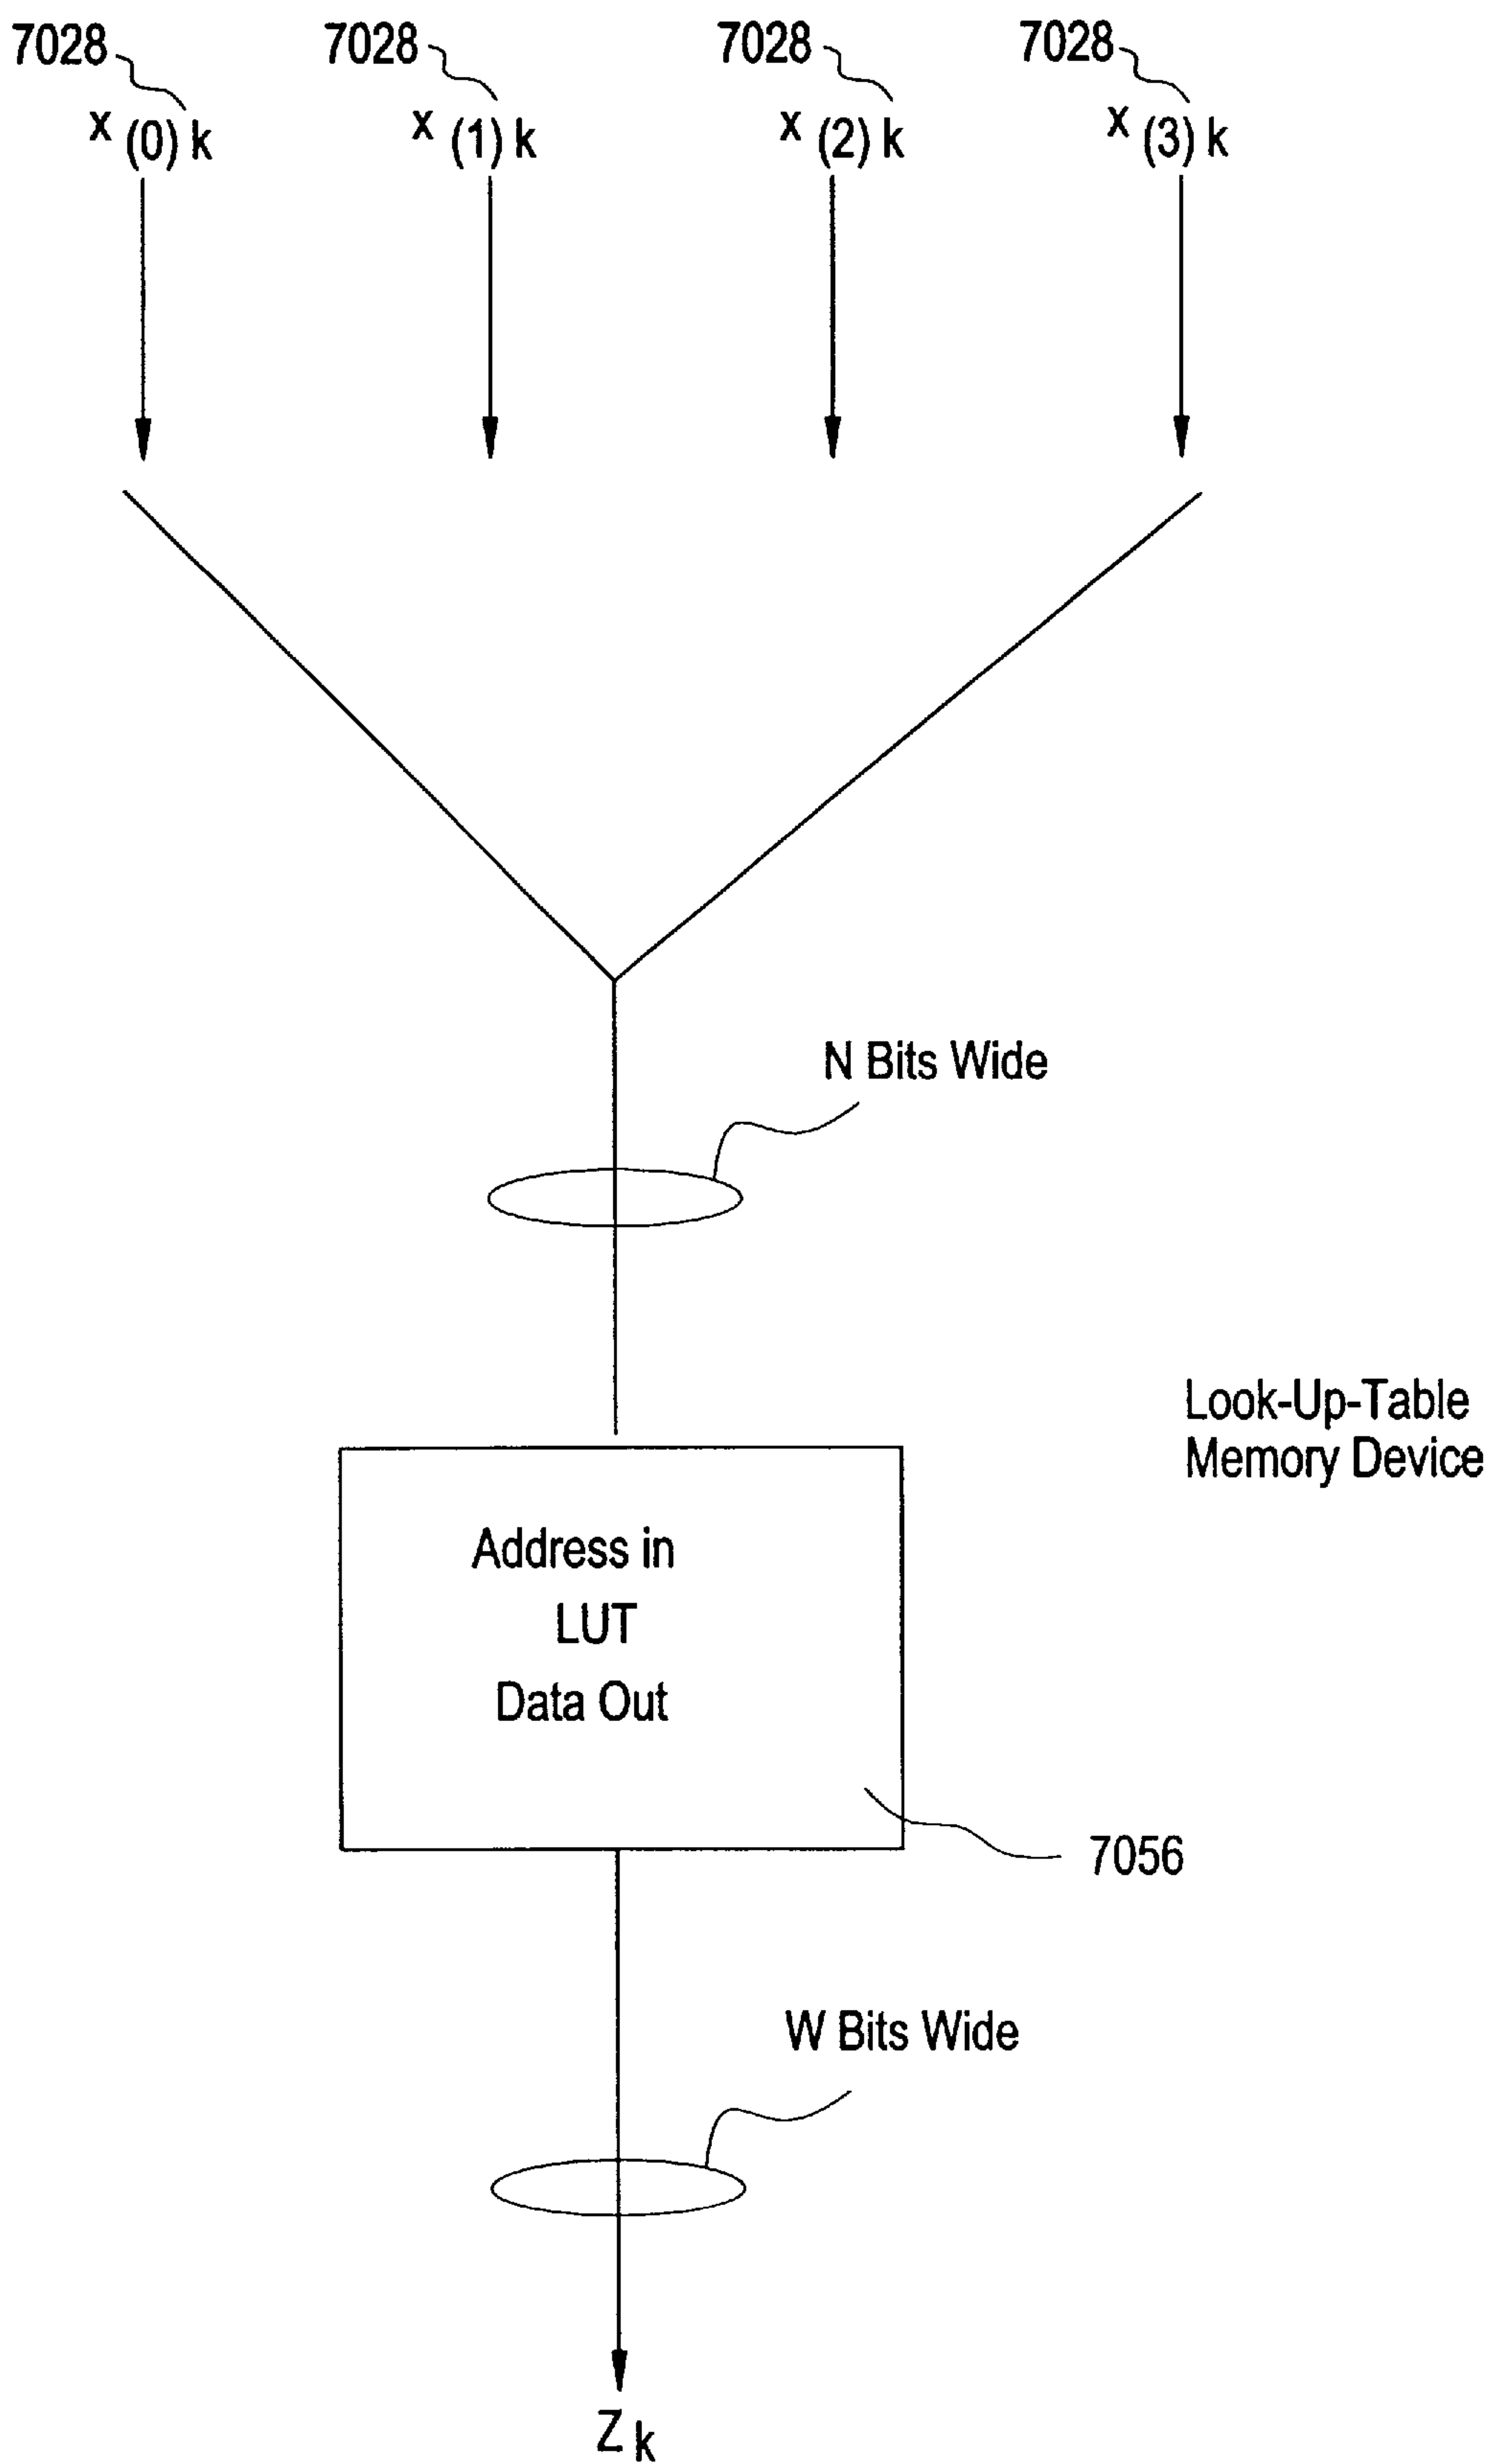 7028 7028 7028 7028
x (0) k x (1) k x (2) k x (3) k
N Bits Wide
Look-Up-Table
Memory Device
Address in
LUT
Data Out
7056
W Bits Wide
Z k